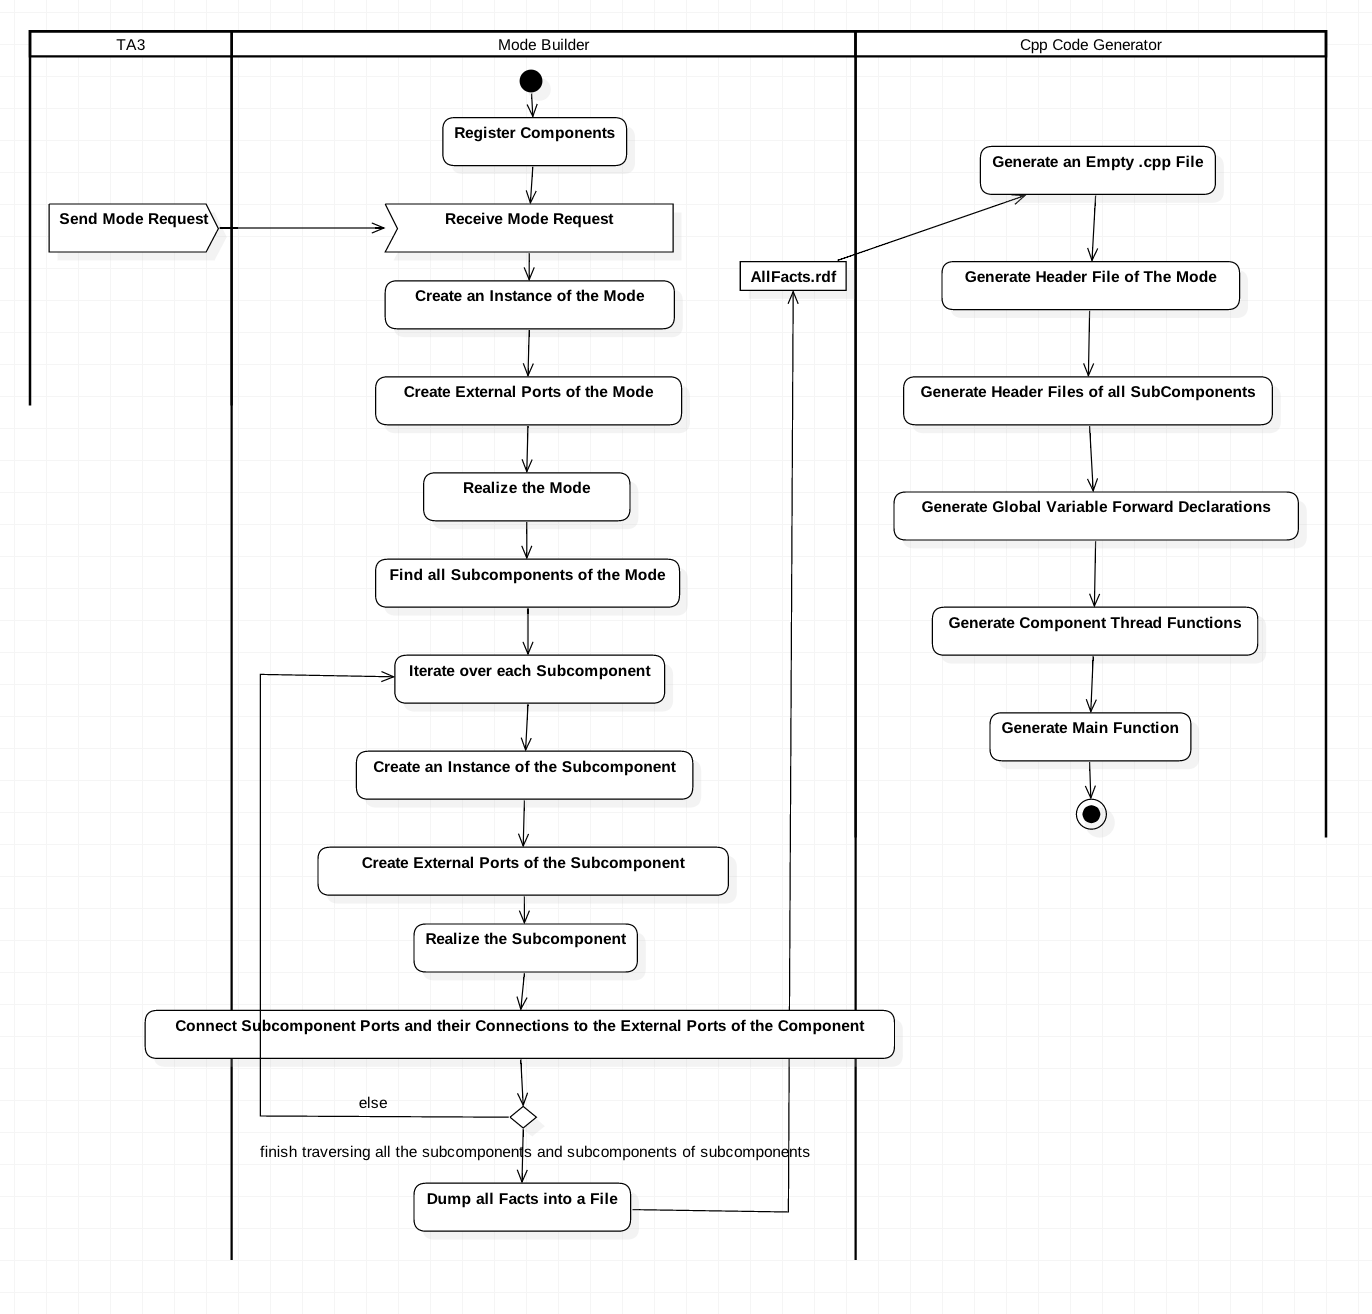 TA3
Mode Builder
Cpp Code Generator
Register Components
Send Mode Request
Receive Mode Request
Create an Instance of the Mode
Create External Ports of the Mode
Realize the Mode
Find all Subcomponents of the Mode
Iterate over each Subcomponent
Create an Instance of the Subcomponent
Create External Ports of the Subcomponent
Realize the Subcomponent
Connect Subcomponent Ports and their Connections to the External Ports of the Component
else
finish traversing all the subcomponents and subcomponents of subcomponents
Dump all Facts into a File
AllFacts.rdf
Generate an Empty .cpp File
Generate Header File of The Mode
Generate Header Files of all SubComponents
Generate Global Variable Forward Declarations
Generate Component Thread Functions
Generate Main Function